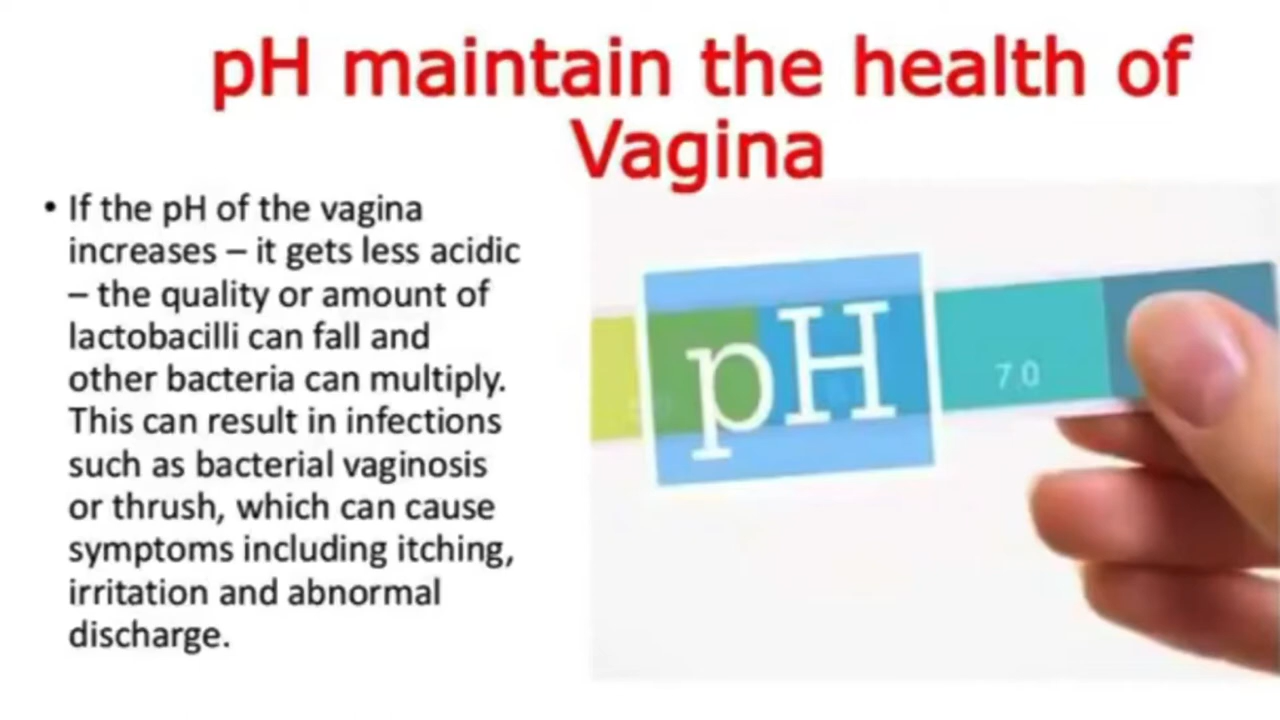 pH maintain the health of
Vagina
• If the pH of the vagina
increases – it gets less acidic
– the quality or amount of
lactobacilli can fall and
other bacteria can multiply.
This can result in infections
such as bacterial vaginosis
or thrush, which can cause
symptoms including itching,
irritation and abnormal
discharge.
pH
7.0